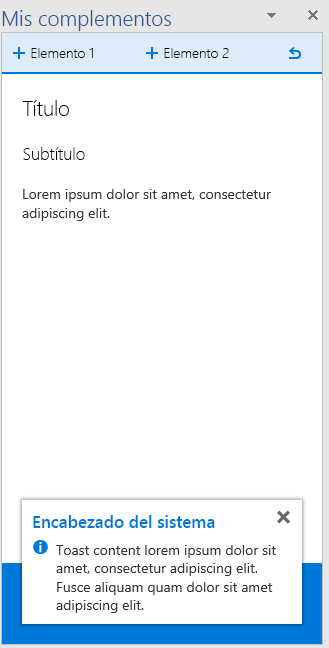 Mis complementos
Elemento 1 Elemento 2
Título
Subtítulo
Lorem ipsum dolor sit amet, consectetur
adipiscing elit.
Encabezado del sistema
Toast content lorem ipsum dolor sit
amet, consectetur adipiscing elit.
Fusce aliquam quam dolor sit amet
adipiscing elit.